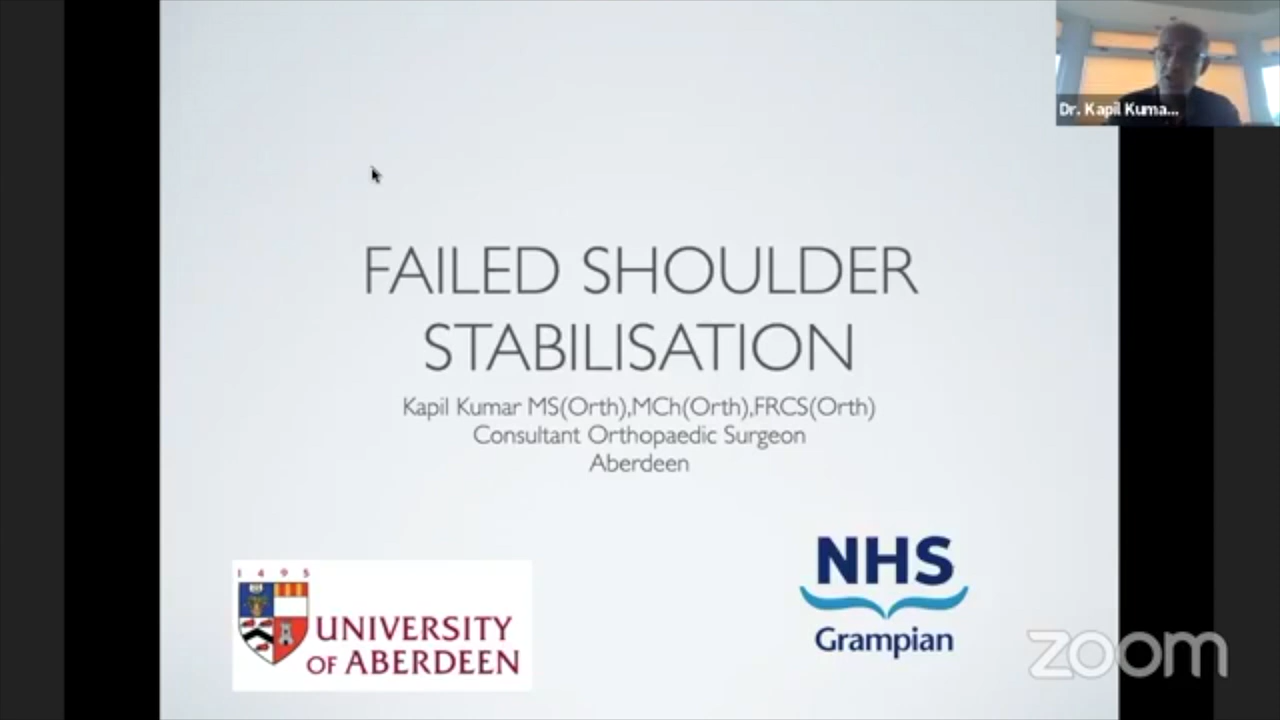 Dr. Kapil Kuma...
FAILED SHOULDER
STABILISATION
Kapil Kumar MS(Orth),MCh(Orth),FRCS(Orth)
Consultant Orthopaedic Surgeon
Aberdeen
1495
UNIVERSITY
OF ABERDEEN
NHS
Grampian
zoom